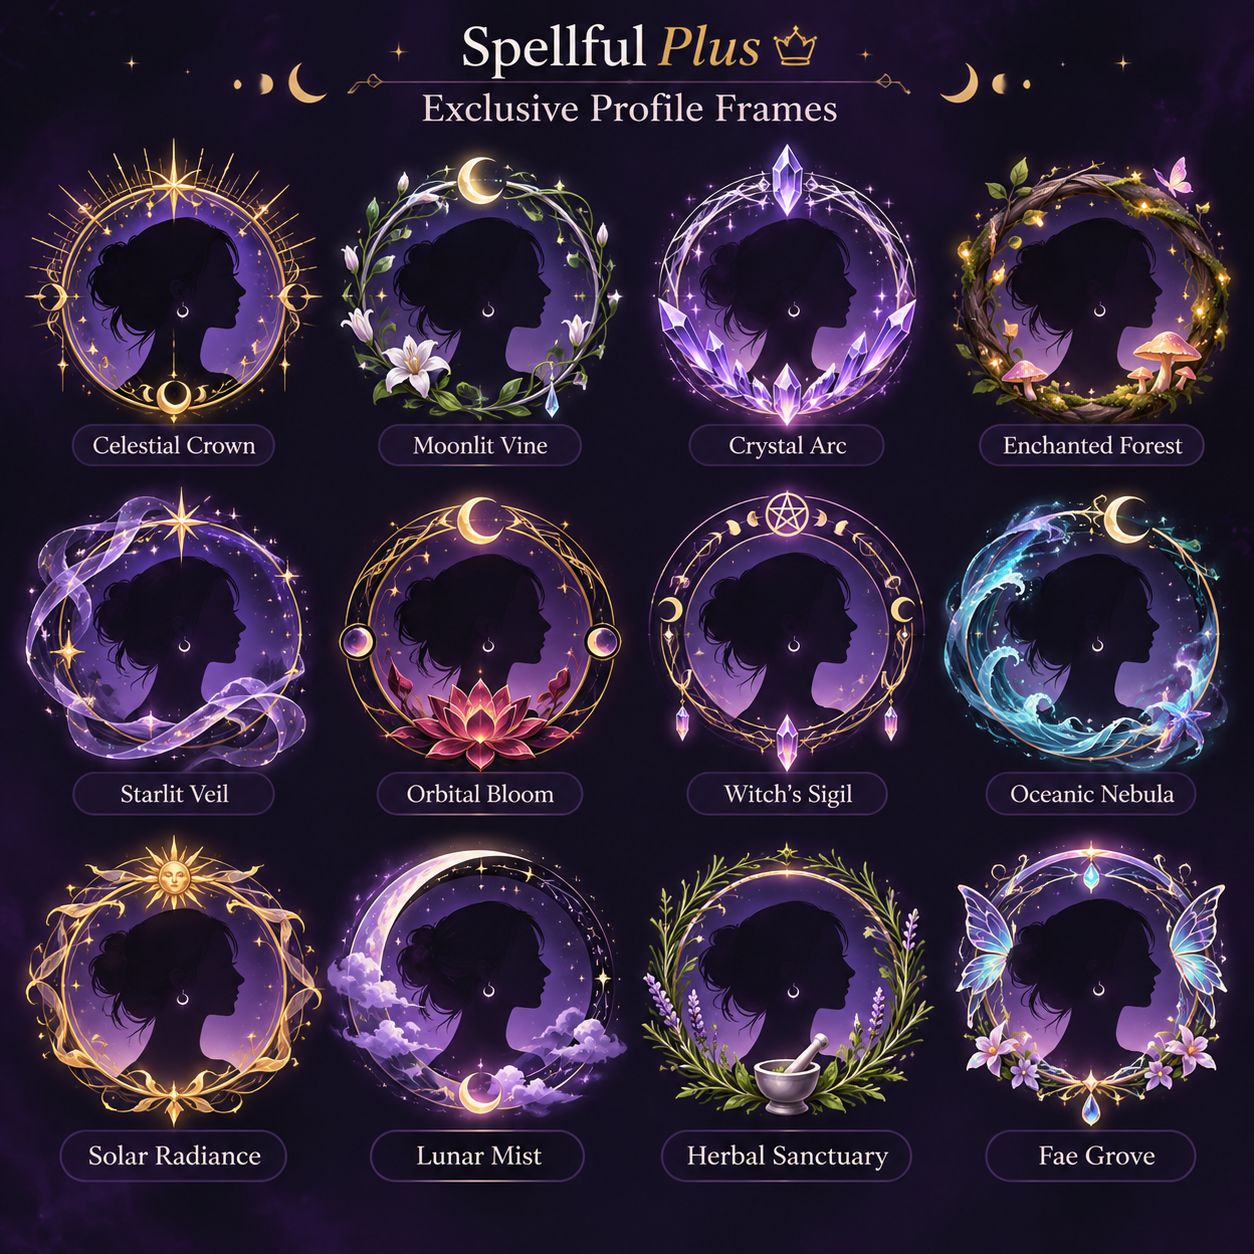 Spellful Plus
Exclusive Profile Frames
Celestial Crown
Moonlit Vine
Crystal Arc
Enchanted Forest
Starlit Veil
Orbital Bloom
Witch's Sigil
Oceanic Nebula
Solar Radiance
Lunar Mist
Herbal Sanctuary
Fae Grove